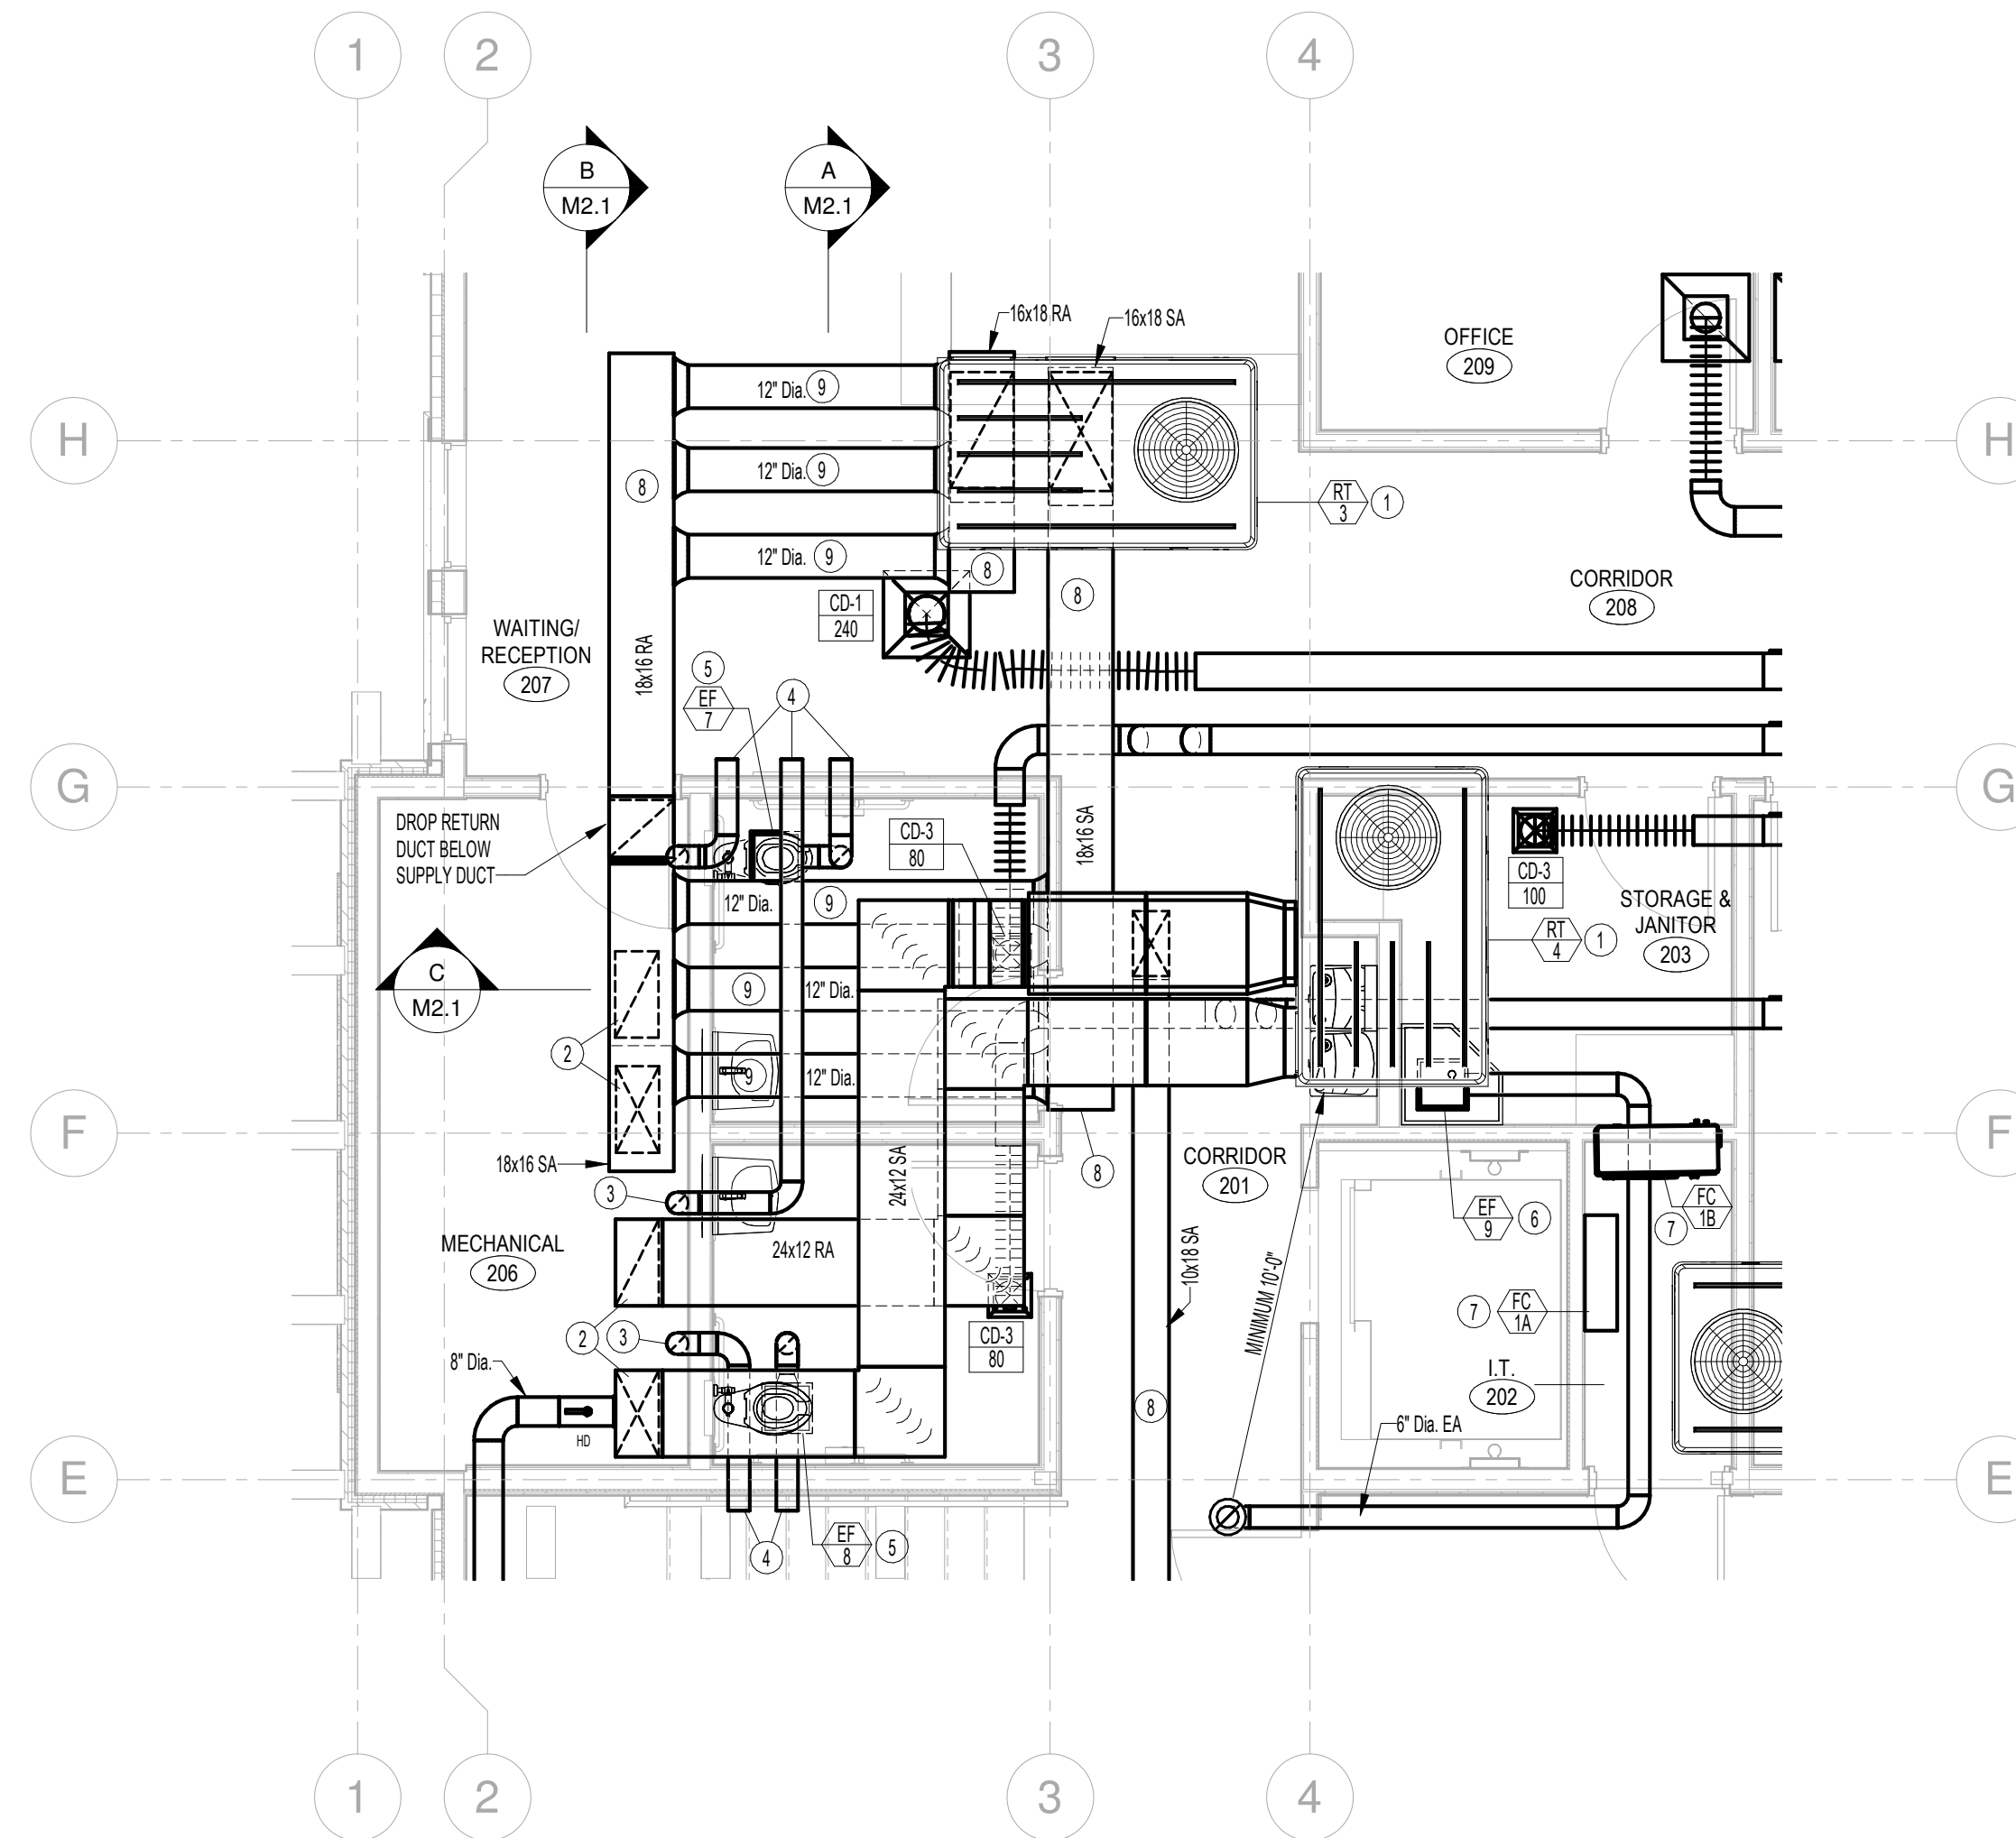 1
2
3
4
B
M2.1
A
M2.1
16x18 RA
16x18 SA
OFFICE
209
12" Dia.
9
H
H
8
12" Dia.
9
RT
3
1
12" Dia.
9
8
CORRIDOR
208
CD-1
240
8
WAITING/
RECEPTION
207
18x16 RA
5
EF
7
4
G
G
DROP RETURN
DUCT BELOW
SUPPLY DUCT
CD-3
80
18x16 SA
CD-3
100
12" Dia.
9
STORAGE &
JANITOR
203
RT
4
1
C
M2.1
9
12" Dia.
2
9
12" Dia.
F
F
18x16 SA
3
24x12 SA
8
CORRIDOR
201
EF
9
6
FC
1B
7
MECHANICAL
206
24x12 RA
10x18 SA
MINIMUM 10'-0"
7
FC
1A
2
3
CD-3
80
8" Dia.
I.T.
202
8
HD
6" Dia. EA
E
E
4
EF
8
5
1
2
3
4